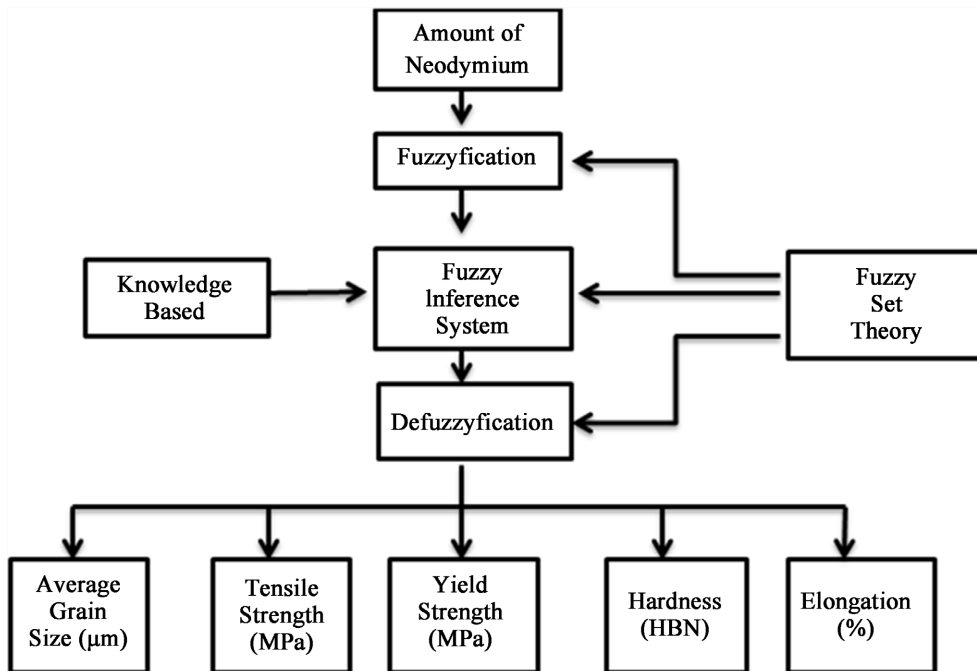 Amount of
Neodymium
Fuzzyfication
Knowledge
Based
Fuzzy
Inference
System
Fuzzy
Set
Theory
Defuzzyfication
Average
Grain
Size (μm)
Tensile
Strength
(MPa)
Yield
Strength
(MPa)
Hardness
(HBN)
Elongation
(%)